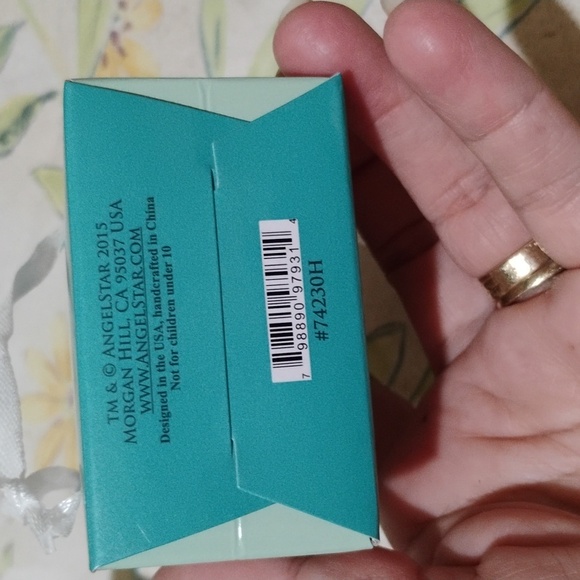 TM & © ANGELSTAR 2015
MORGAN HILL, CA 95037 USA
WWW.ANGELSTAR.COM
Designed in the USA, handcrafted in China
Not for children under 10
7 98890 97931 4
#74230H